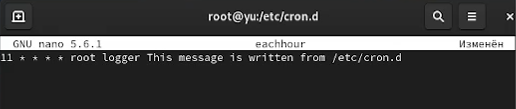 root@yu:/etc/cron.d
GNU nano 5.6.1 eachhour Изменён
11 * * * * root logger This message is written from /etc/cron.d